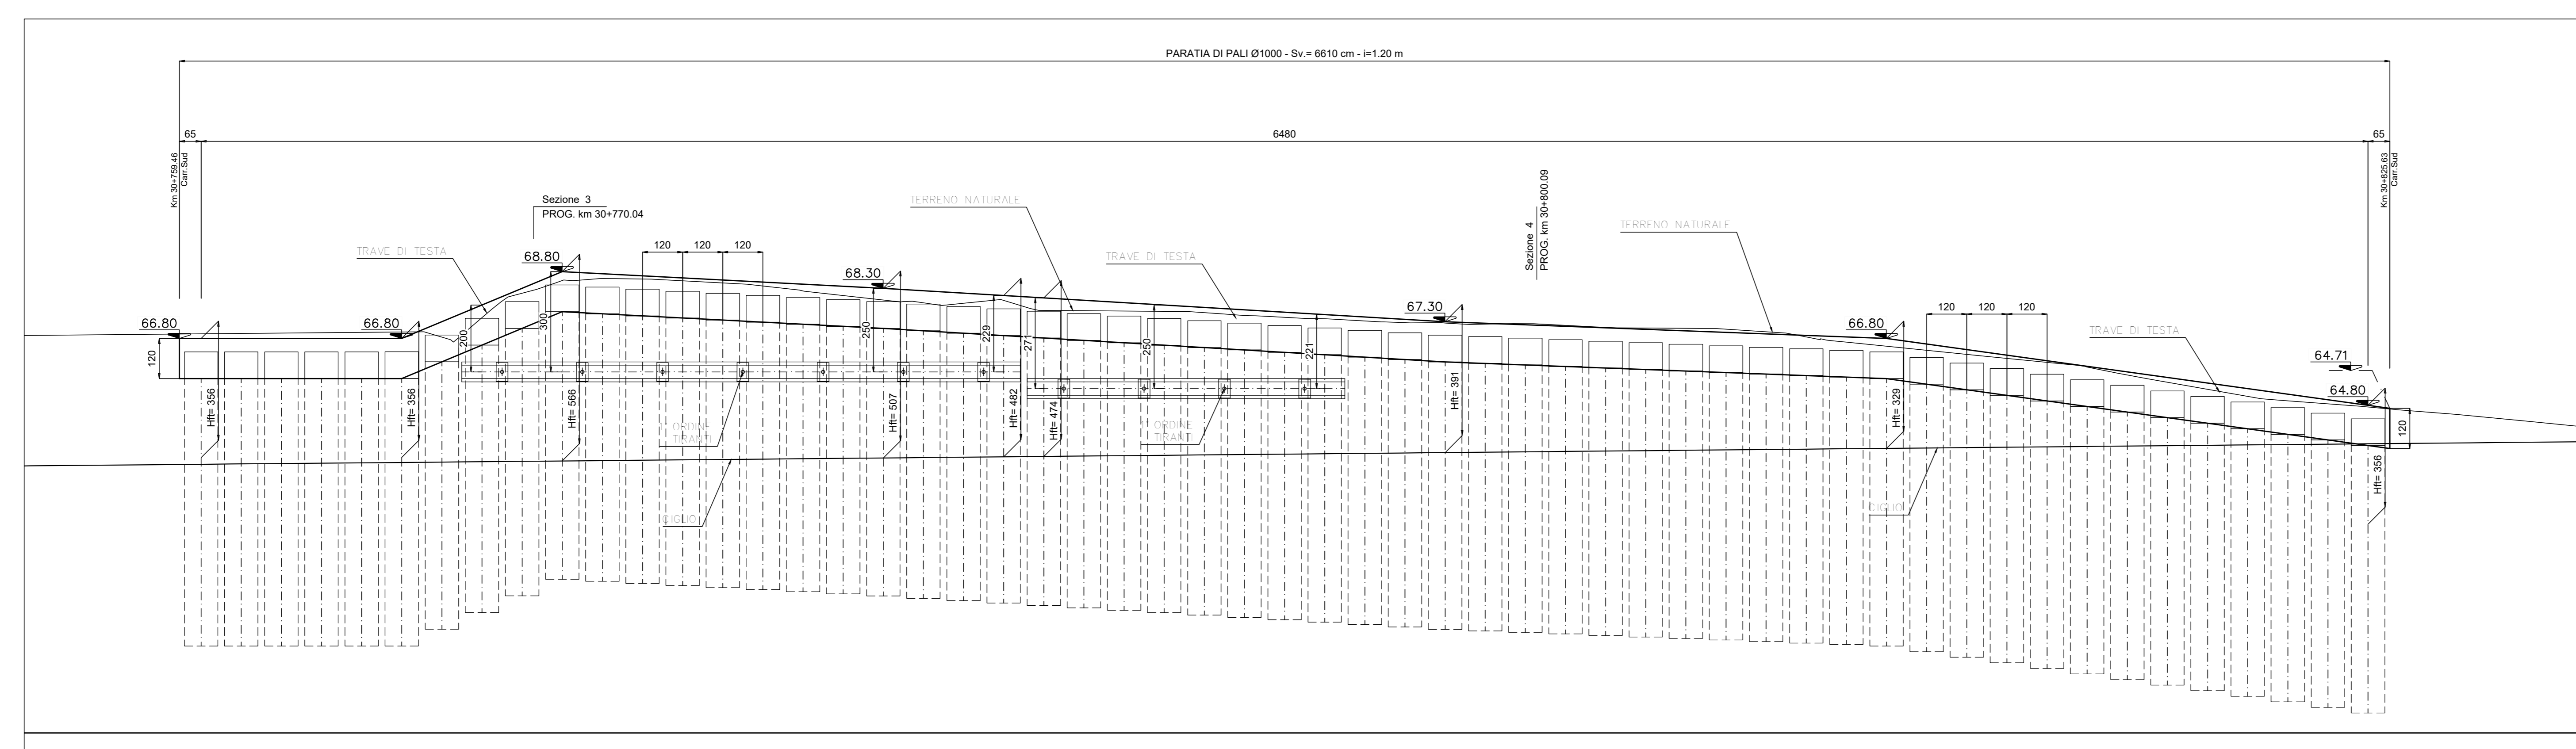 PARATIA DI PALI Ø1000 - Sv.= 6610 cm - i=1.20 m
65
6480
65
Km 30+759.46
Carr.Sud
Km 30+825.63
Carr.Sud
Sezione 3
PROG. km 30+770.04
Sezione 4
PROG. km 30+800.09
TERRENO NATURALE
TERRENO NATURALE
TRAVE DI TESTA
TRAVE DI TESTA
TRAVE DI TESTA
120
120
120
120
120
120
66.80
66.80
68.80
68.30
67.30
66.80
64.71
64.80
120
200
300
250
229
271
250
221
120
Hft= 356
Hft= 356
Hft= 566
Hft= 507
Hft= 482
Hft= 474
Hft= 391
Hft= 329
Hft= 356
ORDINE
TIRANTI
ORDINE
TIRANTI
CIGLIO
CIGLIO